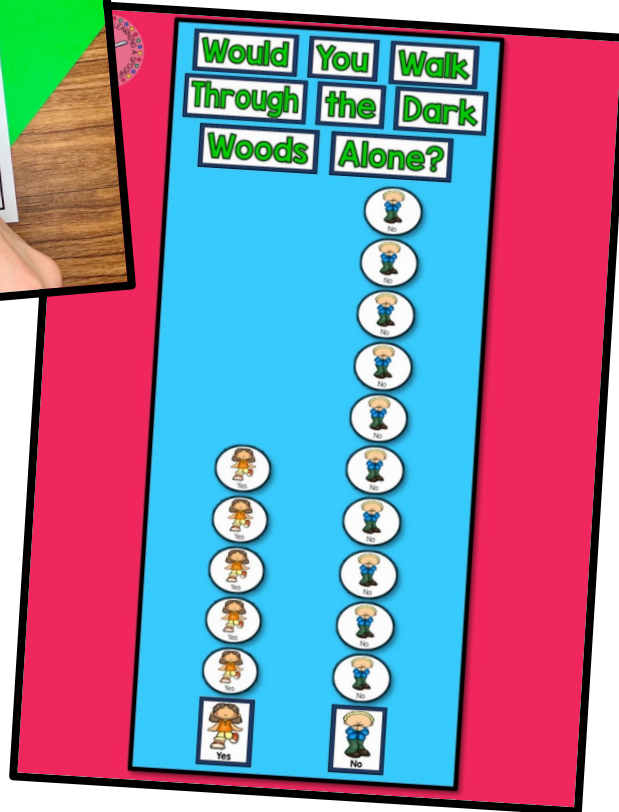 Would You Walk
Through the Dark
Woods Alone?
No
No
No
No
No
No
No
No
No
No
Yes
Yes
Yes
Yes
Yes
Yes
No